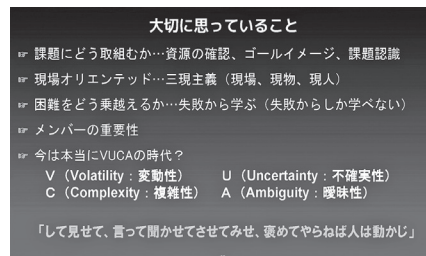 大切に思っていること
☞ 課題にどう取組むか…資源の確認、ゴールイメージ、課題認識
☞ 現場オリエンテッド…三現主義（現場、現物、現人）
☞ 困難をどう乗越えるか…失敗から学ぶ（失敗からしか学べない）
☞ メンバーの重要性
☞ 今は本当にVUCAの時代？
V（Volatility：変動性） U（Uncertainty：不確実性）
C（Complexity：複雑性） A（Ambiguity：曖昧性）
「して見せて、言って聞かせてさせてみせ、褒めてやらねば人は動かじ」